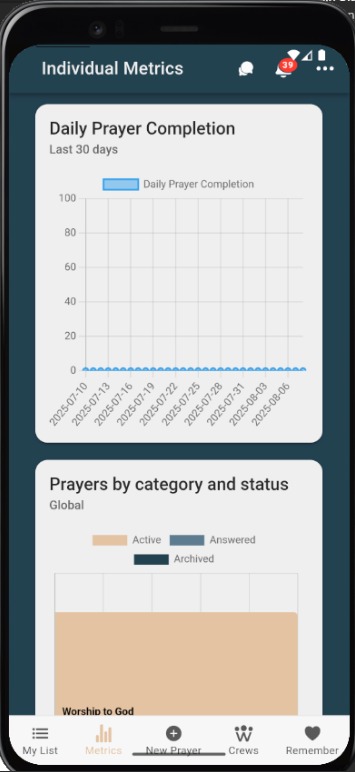 Individual Metrics
39
Daily Prayer Completion
Last 30 days
Daily Prayer Completion
100
80
60
40
20
0
2025-07-10
2025-07-13
2025-07-16
2025-07-19
2025-07-22
2025-07-25
2025-07-28
2025-07-31
2025-08-03
2025-08-06
Prayers by category and status
Global
Active Answered
Archived
Worship to God
My List Metrics New Prayer Crews Remember